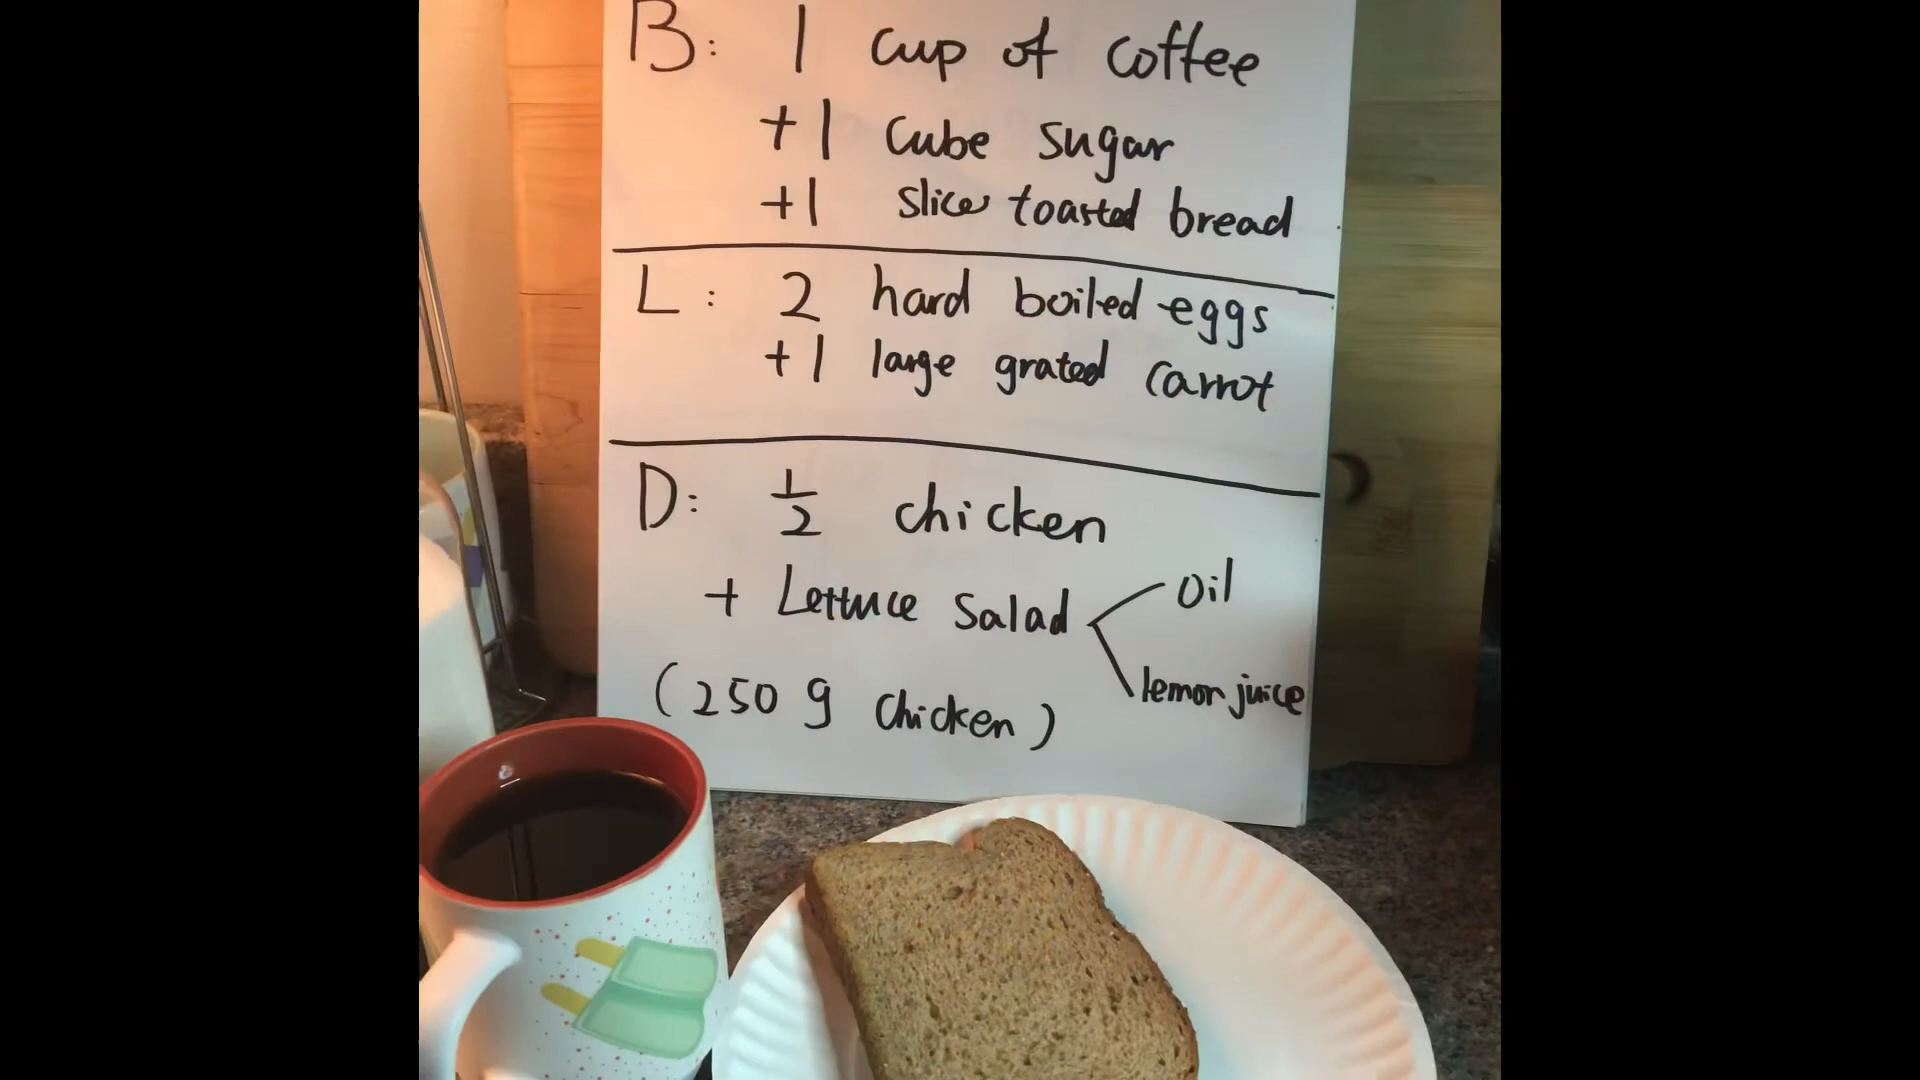 B: 1 cup of coffee
+1 cube sugar
+1 slice toasted bread
L: 2 hard boiled eggs
+1 large grated carrot
D: 1/2 chicken
+ Lettuce salad
oil
lemon juice
(250 g chicken)